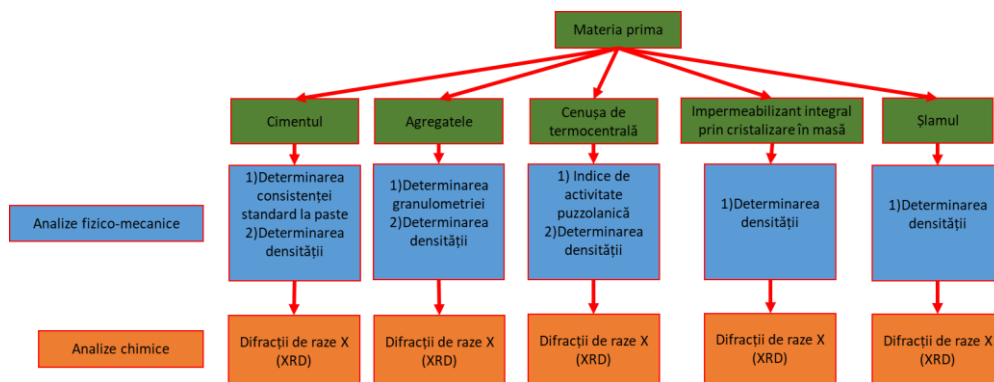 Materia prima
Cimentul
Agregatele
Cenușa de
termocentrală
Impermeabilizant integral
prin cristalizare în masă
Șlamul
Analize fizico-mecanice
1)Determinarea
consistenței
standard la paste
2)Determinarea
densității
1)Determinarea
granulometriei
2)Determinarea
densității
1) Indice de
activitate
puzzolanică
2)Determinarea
densității
1)Determinarea
densității
1)Determinarea
densității
Analize chimice
Difracții de raze X
(XRD)
Difracții de raze X
(XRD)
Difracții de raze X
(XRD)
Difracții de raze X
(XRD)
Difracții de raze X
(XRD)